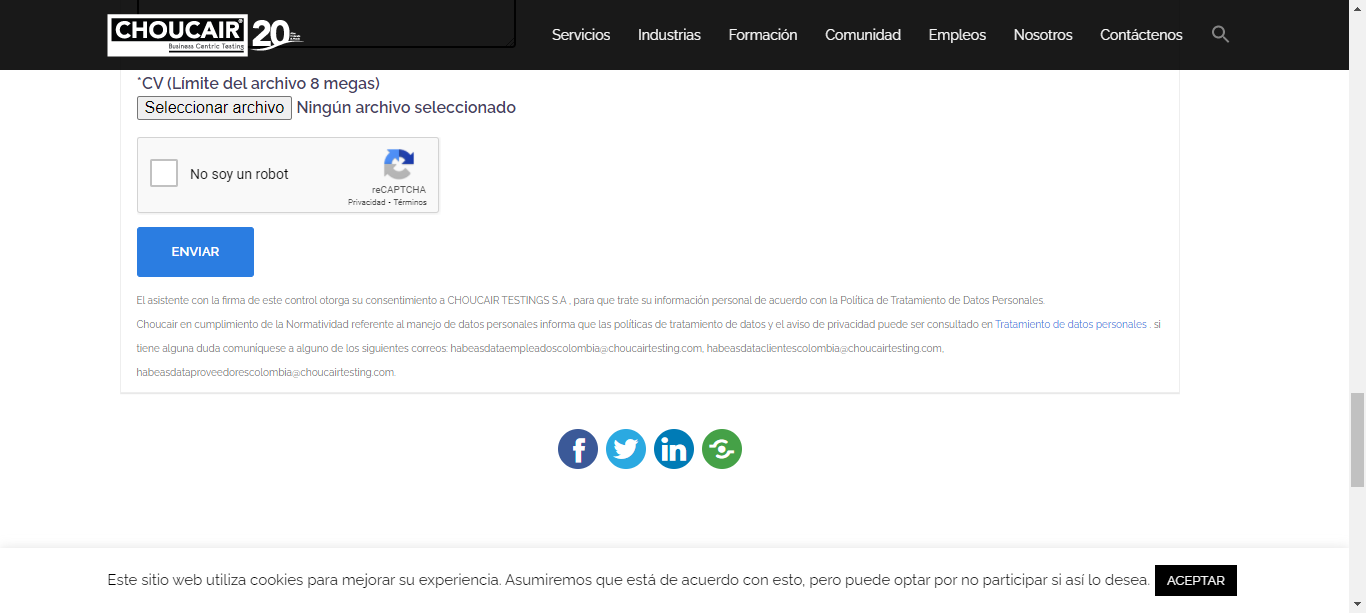 CHOUCAIR
Business Centric Testing
20
Servicios
Industrias
Formación
Comunidad
Empleos
Nosotros
Contáctenos
*CV (Límite del archivo 8 megas)
Seleccionar archivo Ningún archivo seleccionado
No soy un robot
reCAPTCHA
Privacidad - Términos
ENVIAR
El asistente con la firma de este control otorga su consentimiento a CHOUCAIR TESTINGS S.A , para que trate su información personal de acuerdo con la Política de Tratamiento de Datos Personales.
Choucair en cumplimiento de la Normatividad referente al manejo de datos personales informa que las políticas de tratamiento de datos y el aviso de privacidad puede ser consultado en Tratamiento de datos personales . si
tiene alguna duda comuníquese a alguno de los siguientes correos: habeasdataempleadoscolombia@choucairtesting.com, habeasdataclientescolombia@choucairtesting.com,
habeasdataproveedorescolombia@choucairtesting.com.
Este sitio web utiliza cookies para mejorar su experiencia. Asumiremos que está de acuerdo con esto, pero puede optar por no participar si así lo desea.
ACEPTAR